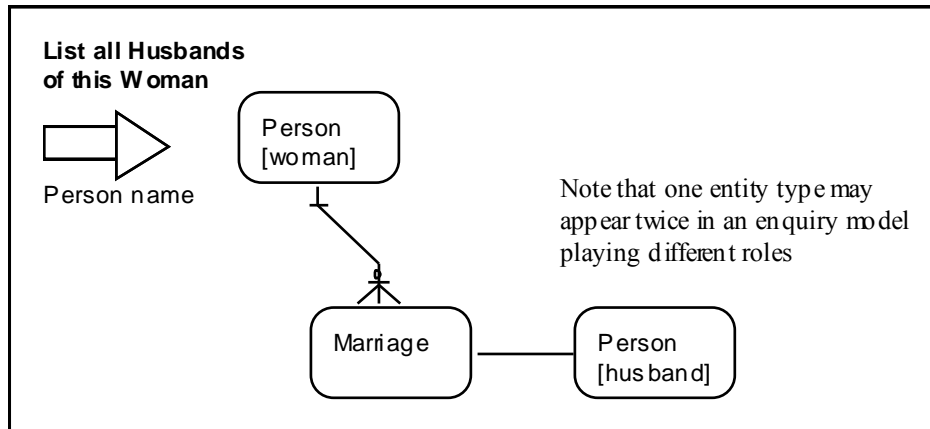 List all Husbands
of this Woman
Person name
Person
[woman]
Note that one entity type may
appear twice in an enquiry model
playing different roles
Marriage
Person
[husband]